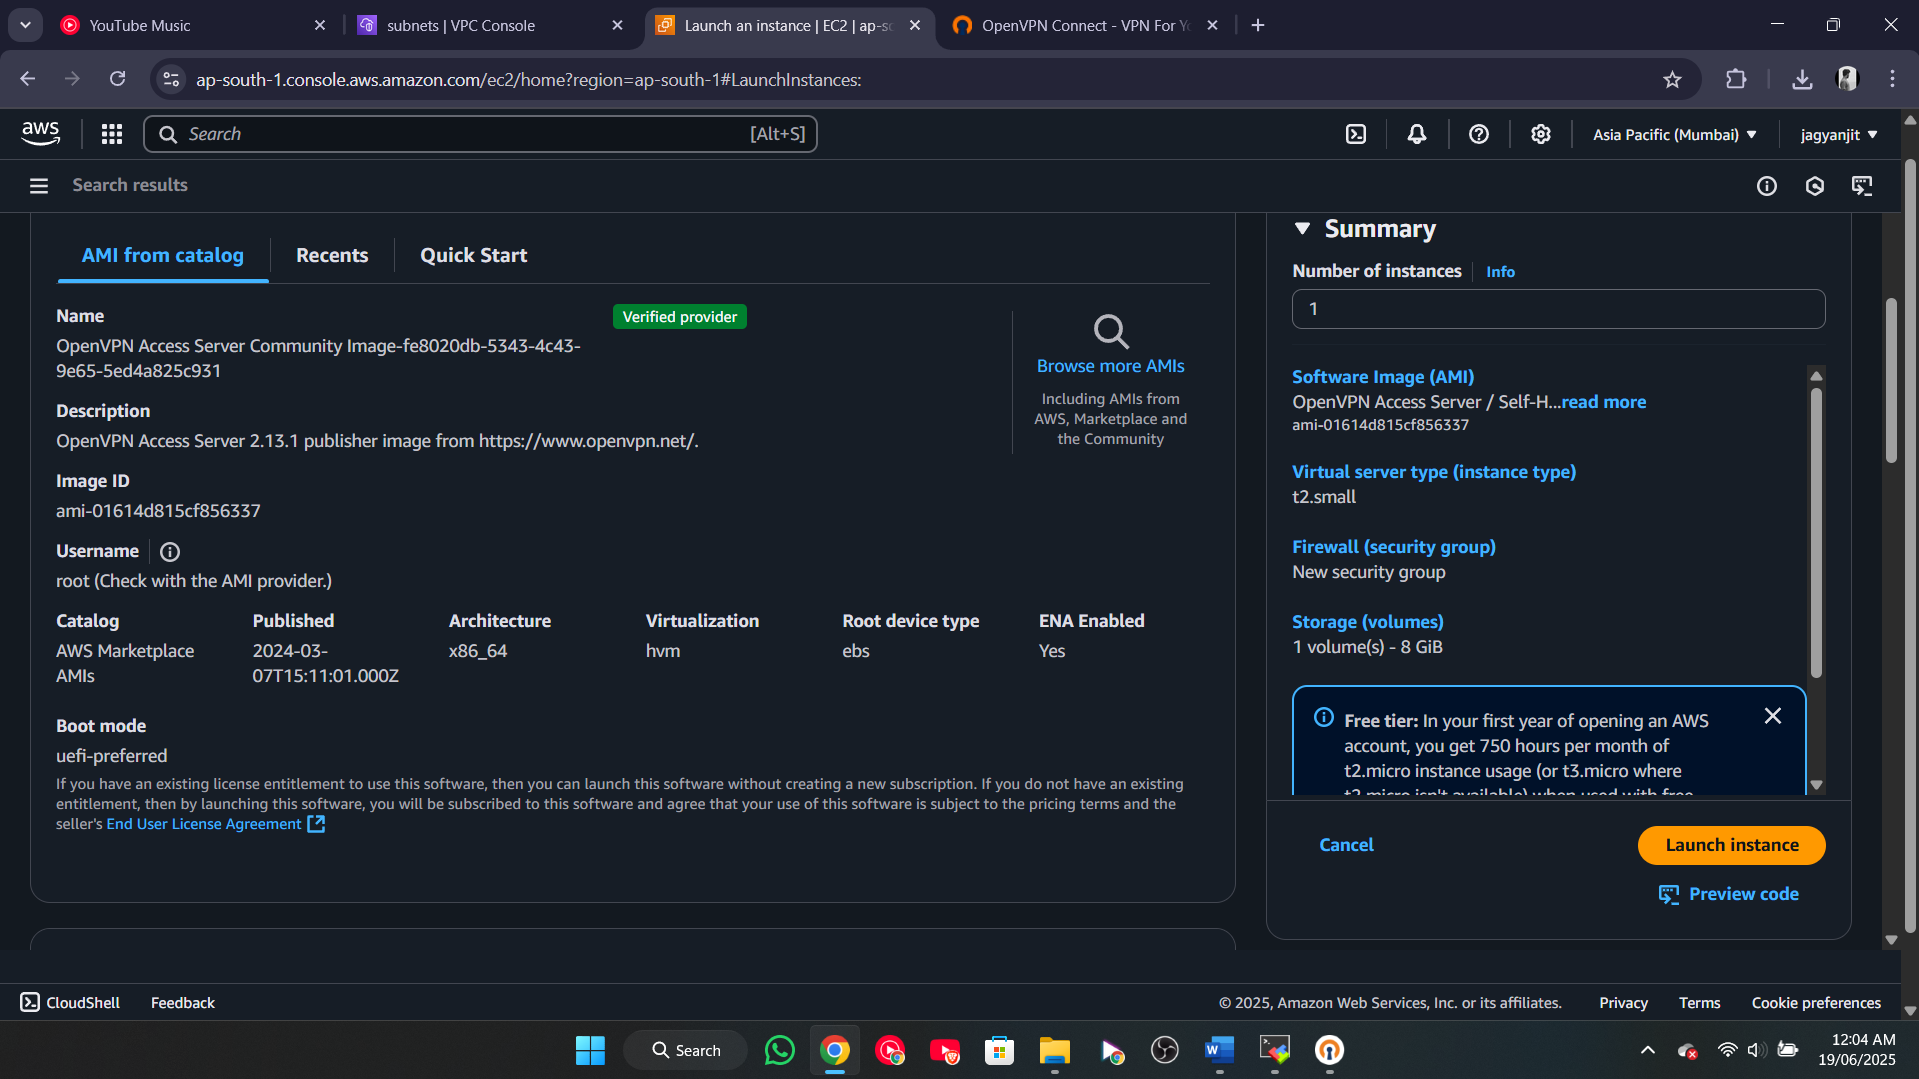 YouTube Music
subnets | VPC Console
Launch an instance | EC2 | ap-so
OpenVPN Connect - VPN For Yo
ap-south-1.console.aws.amazon.com/ec2/home?region=ap-south-1#LaunchInstances:
aws
Search
[Alt+S]
Asia Pacific (Mumbai)
jagyanjit
Search results
AMI from catalog
Recents
Quick Start
Name
Verified provider
OpenVPN Access Server Community Image-fe8020db-5343-4c43-
9e65-5ed4a825c931
Description
OpenVPN Access Server 2.13.1 publisher image from https://www.openvpn.net/.
Image ID
ami-01614d815cf856337
Username
root (Check with the AMI provider.)
Browse more AMIs
Including AMIs from
AWS, Marketplace and
the Community
Catalog
AWS Marketplace
AMIs
Published
2024-03-
07T15:11:01.000Z
Architecture
x86_64
Virtualization
hvm
Root device type
ebs
ENA Enabled
Yes
Boot mode
uefi-preferred
If you have an existing license entitlement to use this software, then you can launch this software without creating a new subscription. If you do not have an existing
entitlement, then by launching this software, you will be subscribed to this software and agree that your use of this software is subject to the pricing terms and the
seller's End User License Agreement
Summary
Number of instances
Info
1
Software Image (AMI)
OpenVPN Access Server / Self-H...read more
ami-01614d815cf856337
Virtual server type (instance type)
t2.small
Firewall (security group)
New security group
Storage (volumes)
1 volume(s) - 8 GiB
Free tier: In your first year of opening an AWS
account, you get 750 hours per month of
t2.micro instance usage (or t3.micro where
t2.micro isn't available) when used with free
Cancel
Launch instance
Preview code
CloudShell
Feedback
© 2025, Amazon Web Services, Inc. or its affiliates.
Privacy
Terms
Cookie preferences
Search
12:04 AM
19/06/2025